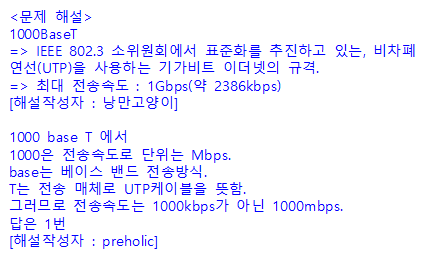 <문제 해설>
1000BaseT
=> IEEE 802.3 소위원회에서 표준화를 추진하고 있는, 비차폐
연선(UTP)을 사용하는 기가비트 이더넷의 규격.
=> 최대 전송속도 : 1Gbps(약 2386kbps)
[해설작성자 : 낭만고양이]

1000 base T 에서
1000은 전송속도로 단위는 Mbps.
base는 베이스 밴드 전송방식.
T는 전송 매체로 UTP케이블을 뜻함.
그러므로 전송속도는 1000kbps가 아닌 1000mbps.
답은 1번
[해설작성자 : preholic]